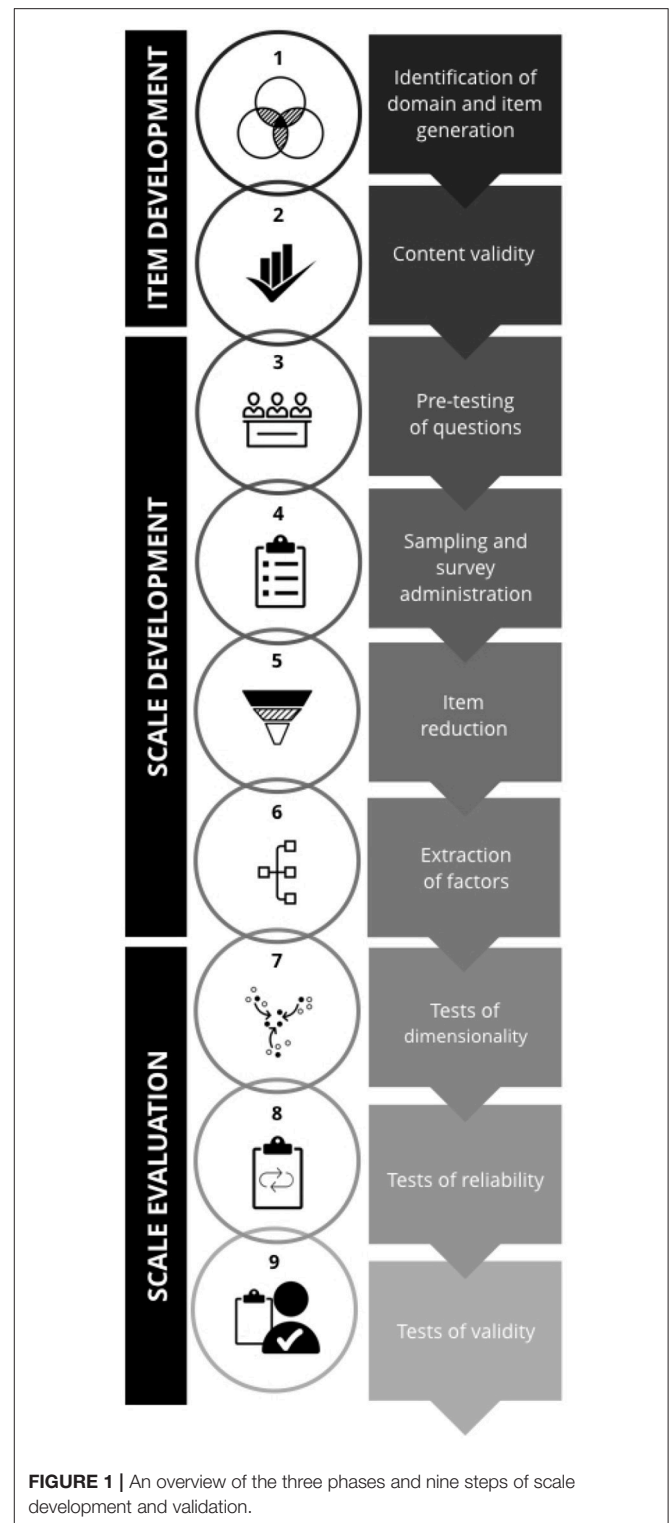 ITEM DEVELOPMENT
1
Identification of
domain and item
generation
2
Content validity
SCALE DEVELOPMENT
3
Pre-testing
of questions
4
Sampling and
survey
administration
5
Item
reduction
6
Extraction
of factors
SCALE EVALUATION
7
Tests of
dimensionality
8
Tests of reliability
9
Tests of validity
FIGURE 1 | An overview of the three phases and nine steps of scale
development and validation.